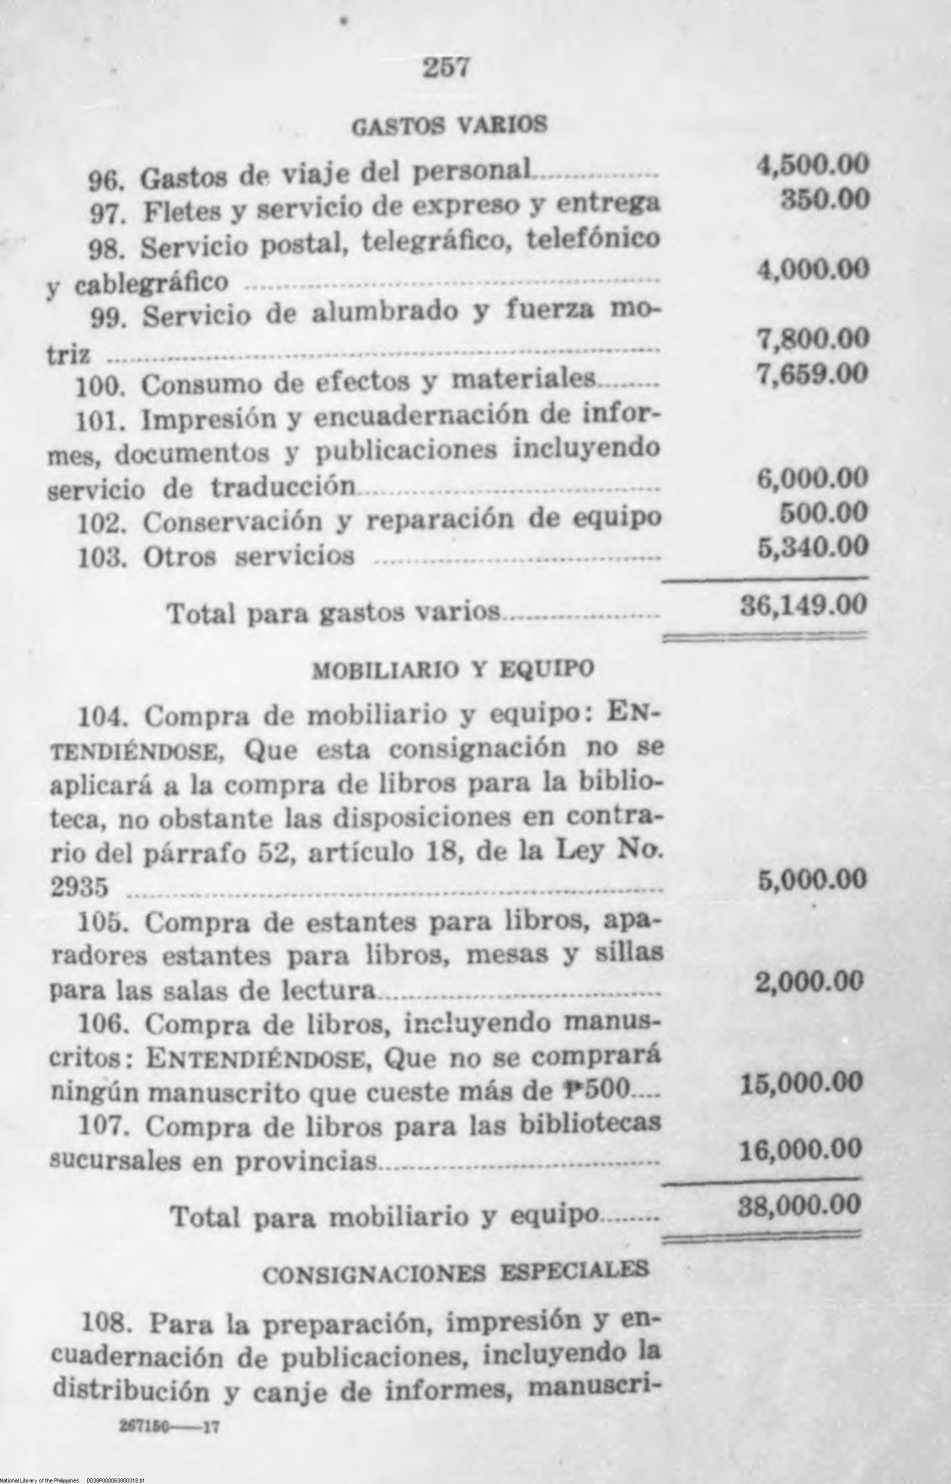 257
GASTOS VARIOS
96. Gastos de viaje del personal................ 4,500.00
97. Fletes y servicio de expreso y entrega 350.00
98. Servicio postal, telegráfico, telefónico
y cablegráfico ................ 4,000.00
99. Servicio de alumbrado y fuerza mo-
triz ................ 7,800.00
100. Consumo de efectos y materiales........ 7,659.00
101. Impresión y encuadernación de infor-
mes, documentos y publicaciones incluyendo
servicio de traducción................ 6,000.00
102. Conservación y reparación de equipo 500.00
103. Otros servicios ................ 5,340.00
Total para gastos varios................ 36,149.00
MOBILIARIO Y EQUIPO
104. Compra de mobiliario y equipo: EN-
TENDIÉNDOSE, Que esta consignación no se
aplicará a la compra de libros para la biblio-
teca, no obstante las disposiciones en contra-
rio del párrafo 52, artículo 18, de la Ley No.
2935 ................ 5,000.00
105. Compra de estantes para libros, apa-
radores estantes para libros, mesas y sillas
para las salas de lectura................ 2,000.00
106. Compra de libros, incluyendo manus-
critos: ENTENDIÉNDOSE, Que no se comprará
ningún manuscrito que cueste más de ₱500.... 15,000.00
107. Compra de libros para las bibliotecas
sucursales en provincias................ 16,000.00
Total para mobiliario y equipo........ 38,000.00
CONSIGNACIONES ESPECIALES
108. Para la preparación, impresión y en-
cuadernación de publicaciones, incluyendo la
distribución y canje de informes, manuscri-
267150——17
National Library of the Philippines